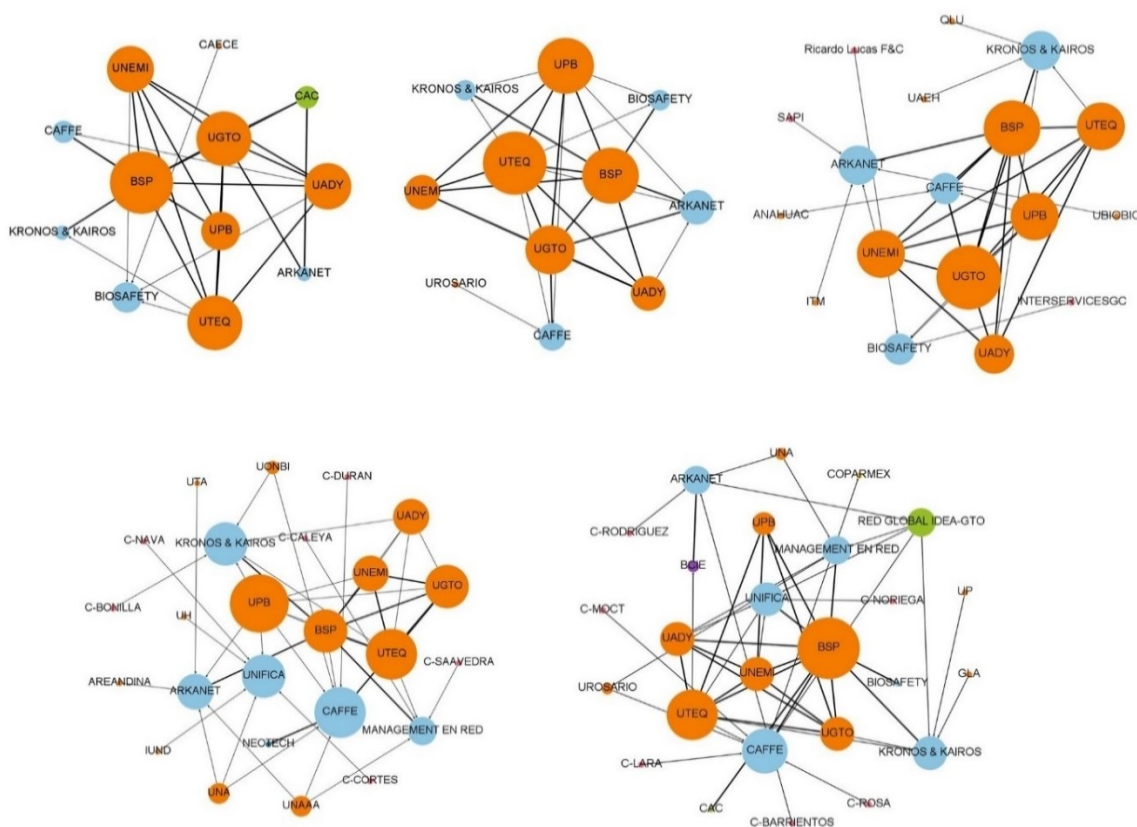 CAECE
UNEMI
CAC
CAFFE
UGTO
BSP
UADY
KRONOS & KAIROS
UPB
ARKANET
BIOSAFETY
UTEQ
UPB
KRONOS & KAIROS
BIOSAFETY
UTEQ
BSP
UNEMI
ARKANET
UGTO
UROSARIO
UADY
CAFFE
QLU
Ricardo Lucas F&C
KRONOS & KAIROS
UAEH
SAPI
BSP
UTEQ
ARKANET
CAFFE
ANAHUAC
UPB
UBIOBIO
UNEMI
UGTO
ITM
INTERSERVICESGC
BIOSAFETY
UADY
UONBI
UTA
C-DURAN
UADY
C-NAVA
C-CALEYA
KRONOS & KAIROS
UNEMI
UGTO
C-BONILLA
UPB
UH
BSP
UTEQ
C-SAAVEDRA
UNIFICA
AREANDINA
ARKANET
CAFFE
MANAGEMENT EN RED
NEOTECH
IUND
C-CORTES
UNA
UNAAA
UNA
ARKANET
COPARMEX
C-RODRIGUEZ
UPB
RED GLOBAL IDEA-GTO
MANAGEMENT EN RED
BCIE
UNIFICA
C-NORIEGA
UP
C-MOCT
UADY
BSP
UNEMI
BIOSAFETY
GLA
UROSARIO
UTEQ
UGTO
CAFFE
KRONOS & KAIROS
C-LARA
C-ROSA
CAC
C-BARRIENTOS